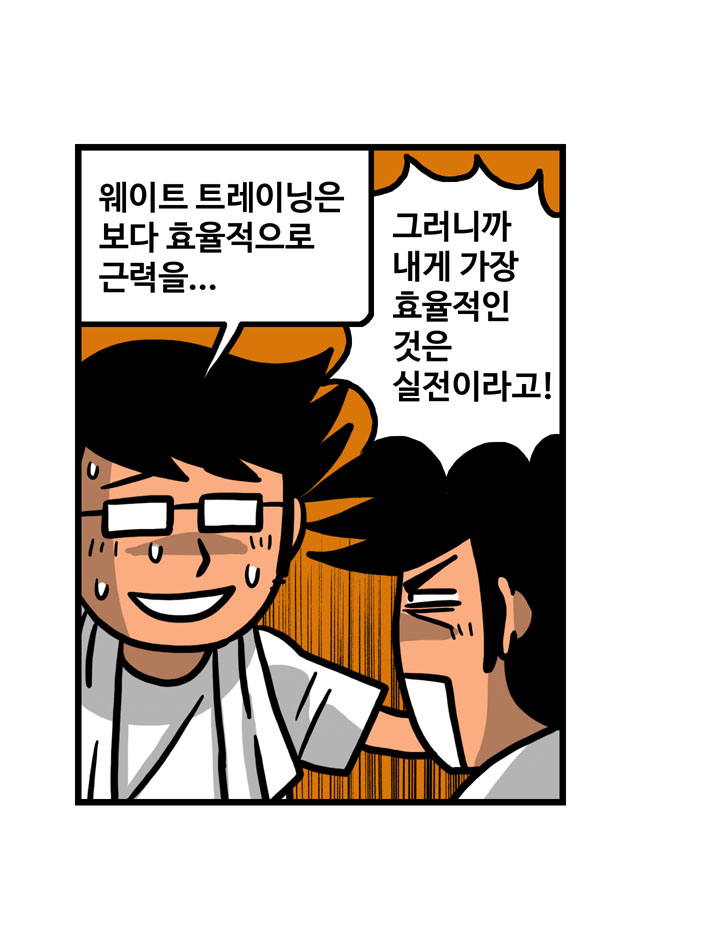 웨이트 트레이닝은
보다 효율적으로
근력을...
그러니까
내게 가장
효율적인
것은
실전이라고!